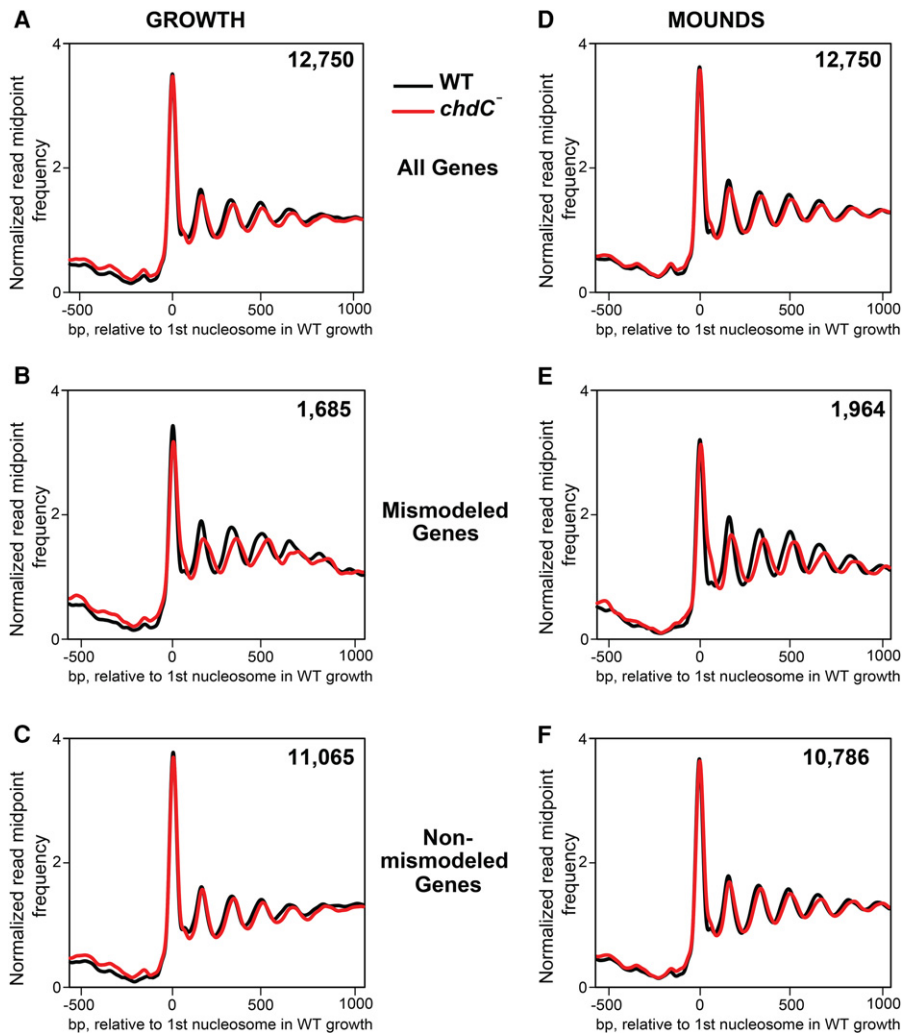 A
GROWTH
4
12,750
Normalized read midpoint
frequency
2
0
-500
0
500
1000
bp, relative to 1st nucleosome in WT growth
WT
chdC⁻
All Genes
D
MOUNDS
4
12,750
Normalized read midpoint
frequency
2
0
-500
0
500
1000
bp, relative to 1st nucleosome in WT growth
B
4
1,685
Normalized read midpoint
frequency
2
0
-500
0
500
1000
bp, relative to 1st nucleosome in WT growth
Mismodeled
Genes
E
4
1,964
Normalized read midpoint
frequency
2
0
-500
0
500
1000
bp, relative to 1st nucleosome in WT growth
C
4
11,065
Normalized read midpoint
frequency
2
0
-500
0
500
1000
bp, relative to 1st nucleosome in WT growth
Non-
mismodeled
Genes
F
4
10,786
Normalized read midpoint
frequency
2
0
-500
0
500
1000
bp, relative to 1st nucleosome in WT growth